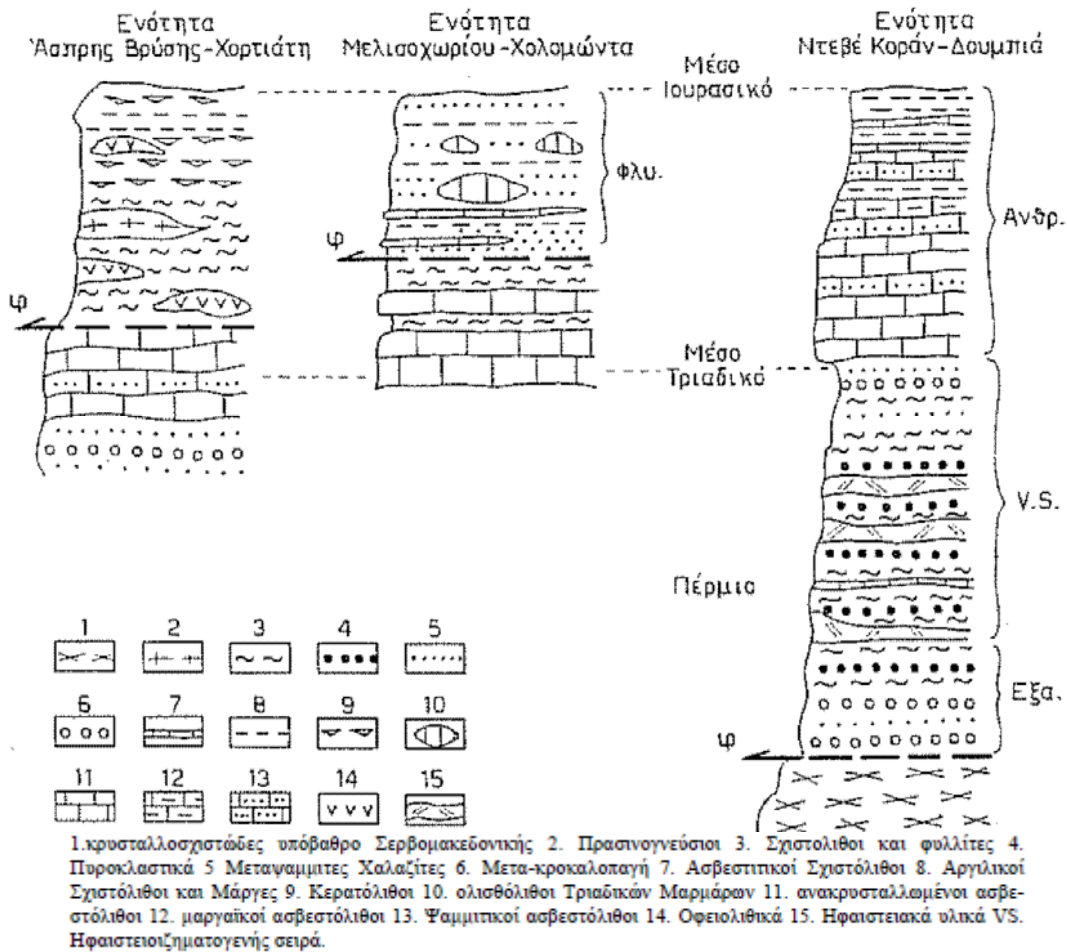 Ενότητα
Άσπρης Βρύσης-Χορτιάτη
Ενότητα
Μελισοχωρίου-Χολομώντα
Ενότητα
Ντεβέ Κοράν-Δουμπιά
Μέσο
Ιουρασικό
φλυ.
Ανθρ.
φ
φ
Μέσο
Τριαδικό
V.S.
Πέρμιο
Εξα.
φ
1 2 3 4 5
6 7 8 9 10
11 12 13 14 15
1.κρυσταλλοσχιστώδες υπόβαθρο Σερβομακεδονικής 2. Πρασινογνεύσιοι 3. Σχιστολιθοι και φυλλίτες 4.
Πυροκλαστικά 5 Μεταψαμμιτες Χαλαζίτες 6. Μετα-κροκαλοπαγή 7. Ασβεστιτικοί Σχιστόλιθοι 8. Αργιλικοί
Σχιστόλιθοι και Μάργες 9. Κερατόλιθοι 10. ολισθόλιθοι Τριαδικών Μαρμάρων 11. ανακρυσταλλωμένοι ασβε-
στόλιθοι 12. μαργαϊκοί ασβεστόλιθοι 13. Ψαμμιτικοί ασβεστόλιθοι 14. Οφειολιθικά 15. Ηφαιστειακά υλικά VS.
Ηφαιστειοιζηματογενής σειρά.